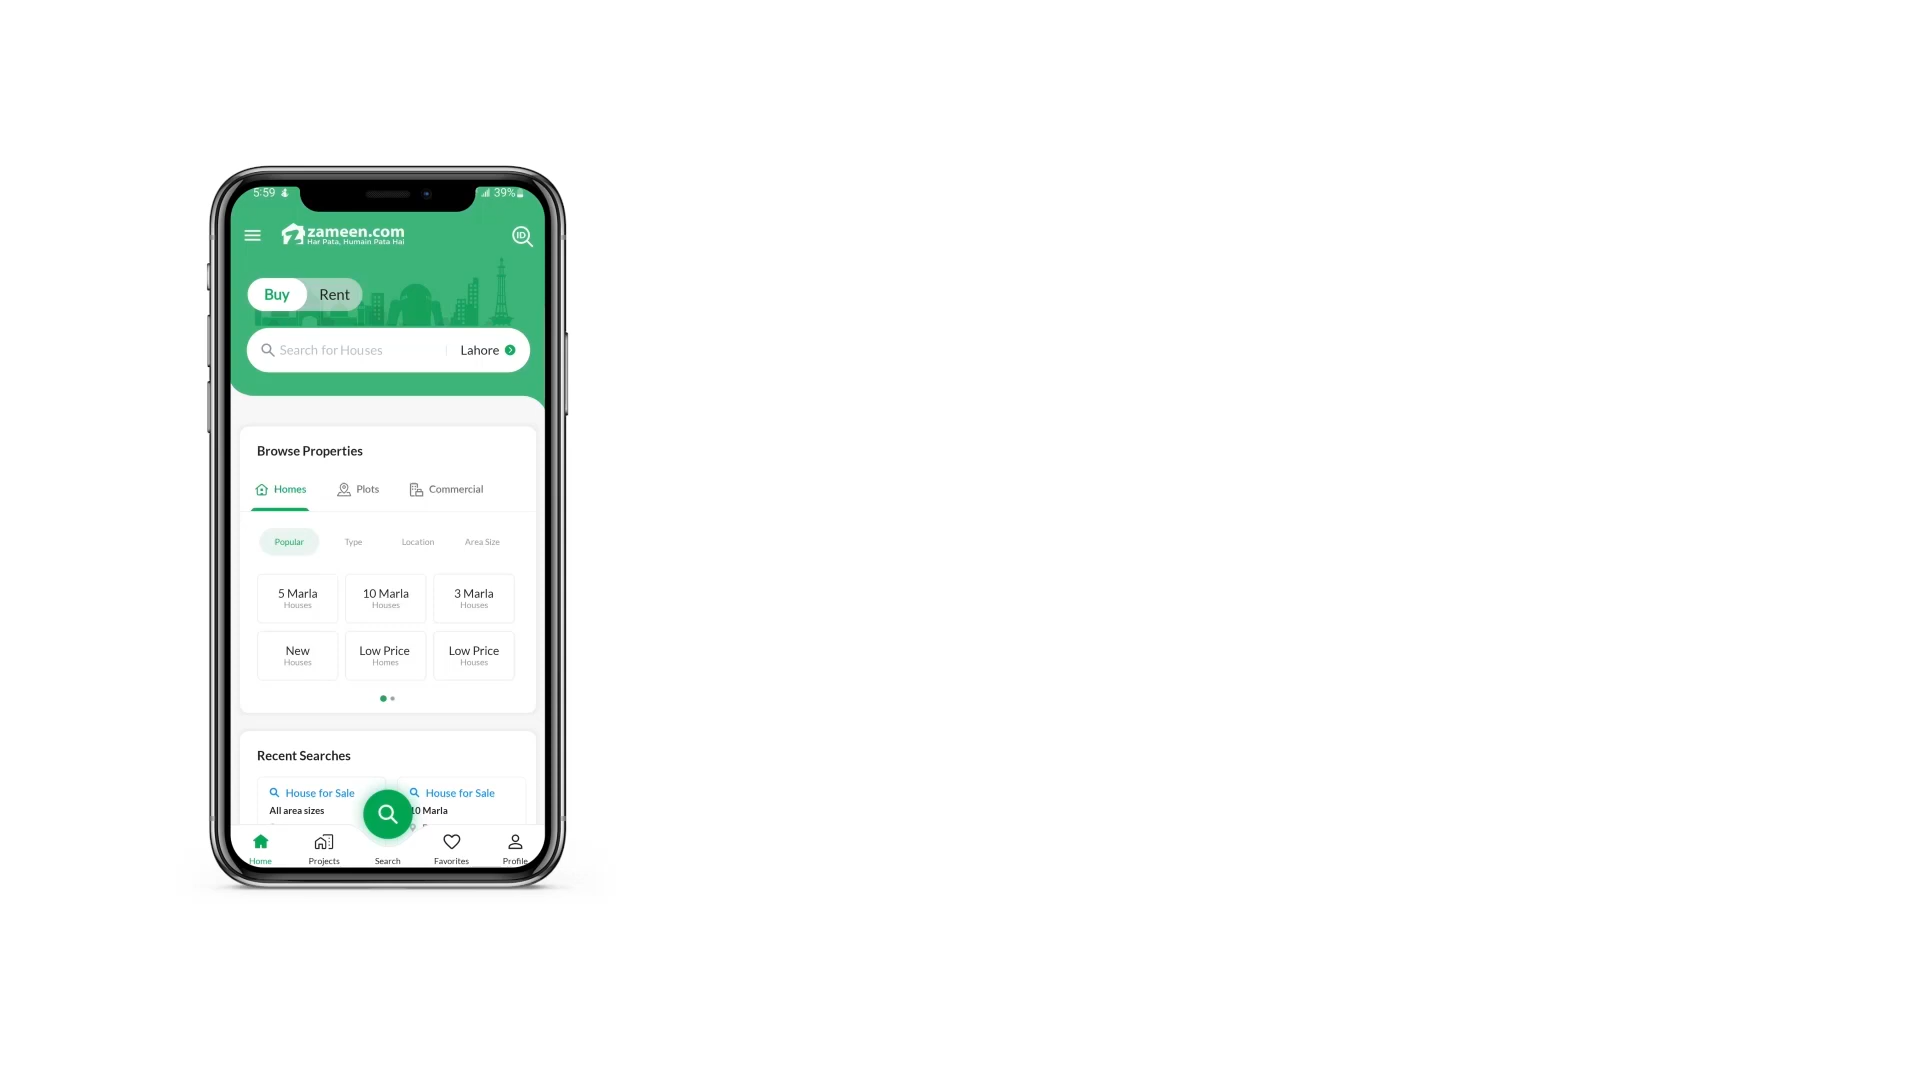 5:59 39%
zameen.com
Har Pata, Humain Pata Hai
ID
Buy Rent
Search for Houses Lahore
Browse Properties
Homes Plots Commercial
Popular Type Location Area Size
5 Marla 10 Marla 3 Marla
Houses Houses Houses
New Low Price Low Price
Houses Homes Houses
Recent Searches
House for Sale House for Sale
All area sizes 10 Marla
Home Projects Search Favorites Profile